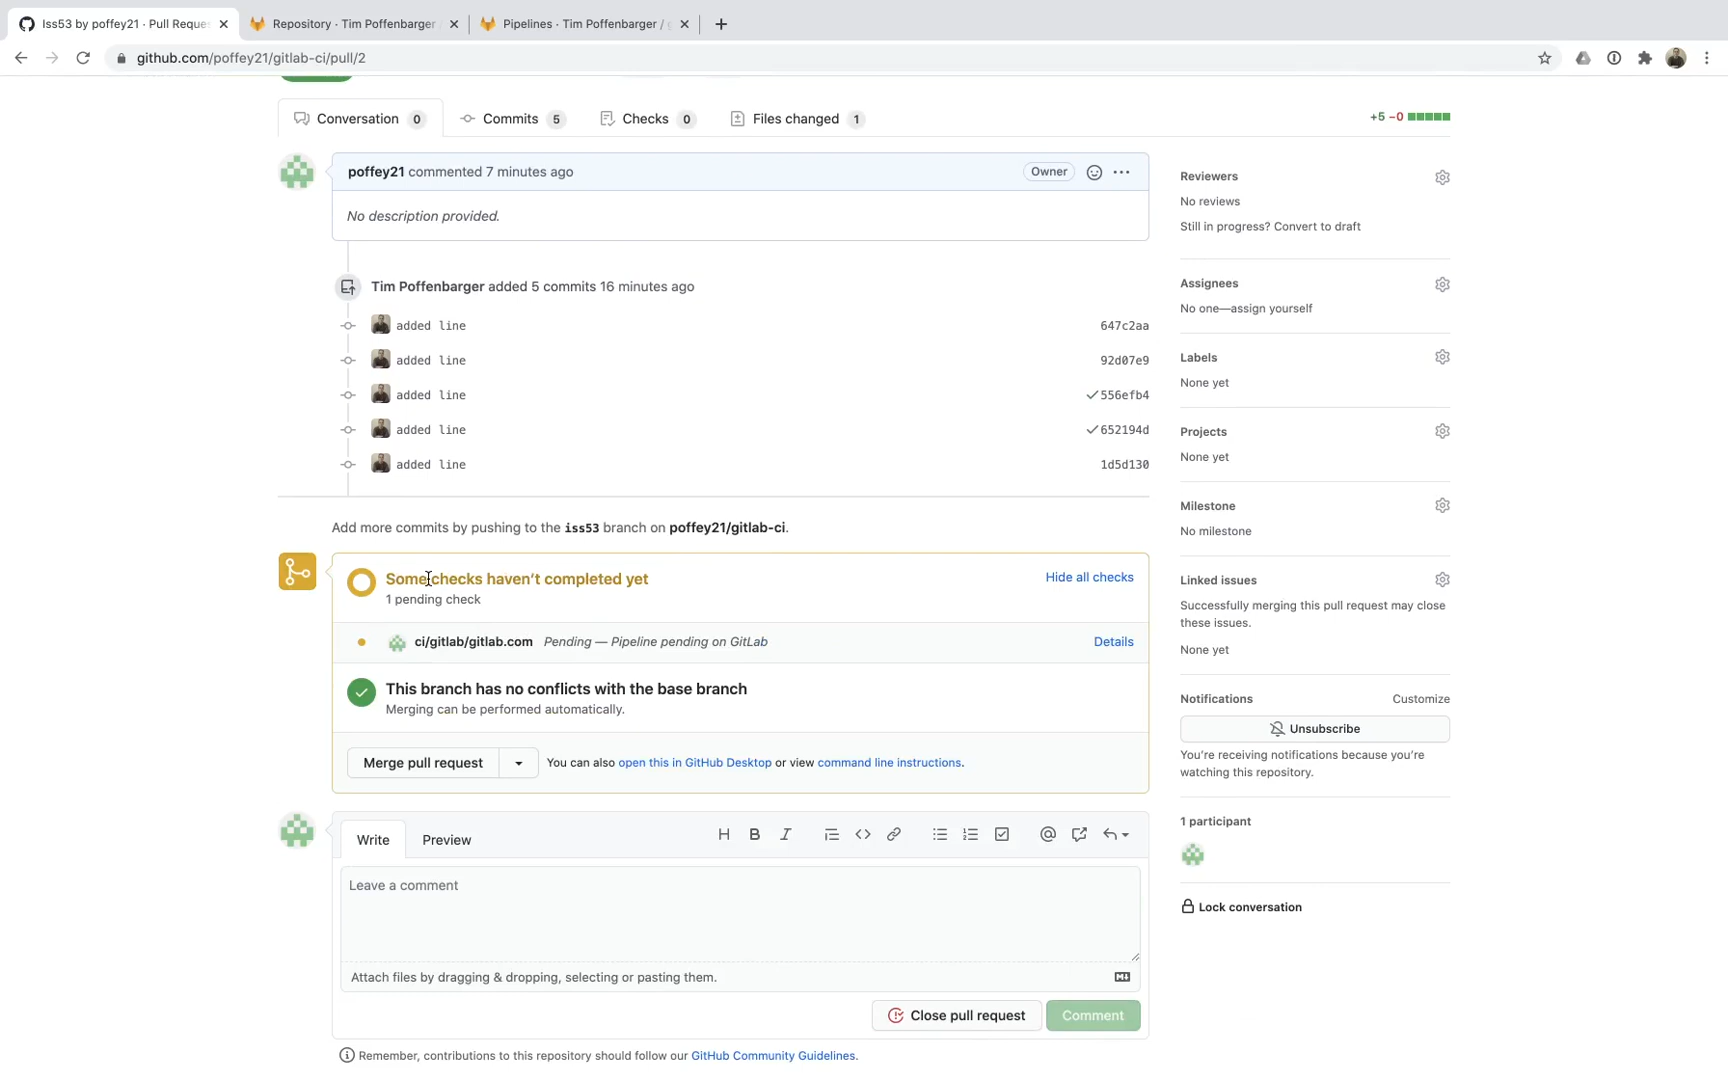 Iss53 by poffey21 · Pull Reques
Repository · Tim Poffenbarger
Pipelines · Tim Poffenbarger /
github.com/poffey21/gitlab-ci/pull/2
Conversation 0
Commits 5
Checks 0
Files changed 1
+5 −0
poffey21 commented 7 minutes ago
Owner
No description provided.
Tim Poffenbarger added 5 commits 16 minutes ago
added line 647c2aa
added line 92d07e9
added line 556efb4
added line 652194d
added line 1d5d130
Add more commits by pushing to the iss53 branch on poffey21/gitlab-ci.
Some checks haven't completed yet
Hide all checks
1 pending check
ci/gitlab/gitlab.com Pending — Pipeline pending on GitLab
Details
This branch has no conflicts with the base branch
Merging can be performed automatically.
Merge pull request
You can also open this in GitHub Desktop or view command line instructions.
Write
Preview
Leave a comment
Attach files by dragging & dropping, selecting or pasting them.
Close pull request
Comment
Remember, contributions to this repository should follow our GitHub Community Guidelines.
Reviewers
No reviews
Still in progress? Convert to draft
Assignees
No one—assign yourself
Labels
None yet
Projects
None yet
Milestone
No milestone
Linked issues
Successfully merging this pull request may close
these issues.
None yet
Notifications
Customize
Unsubscribe
You're receiving notifications because you're
watching this repository.
1 participant
Lock conversation